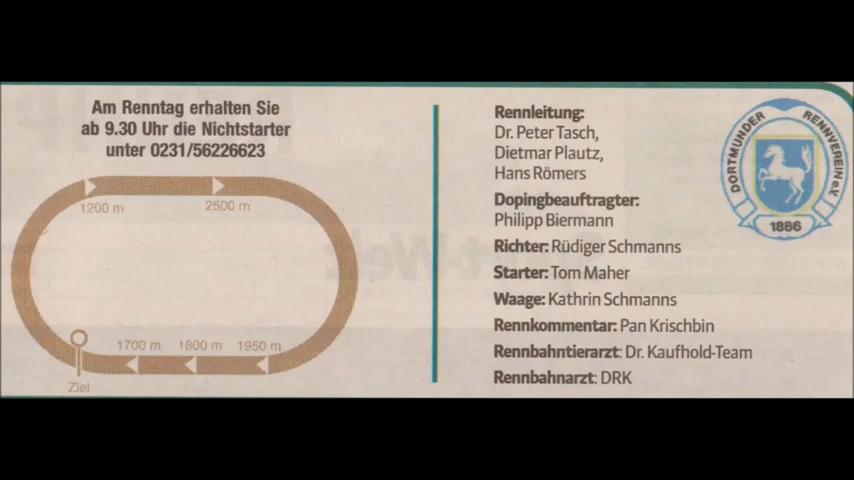 Am Renntag erhalten Sie
ab 9.30 Uhr die Nichtstarter
unter 0231/56226623
1200 m
2500 m
1700 m
1800 m
1950 m
Ziel
Rennleitung:
Dr. Peter Tasch,
Dietmar Plautz,
Hans Römers
Dopingbeauftragter:
Philipp Biermann
Richter: Rüdiger Schmanns
Starter: Tom Maher
Waage: Kathrin Schmanns
Rennkommentar: Pan Krischbin
Rennbahntierarzt: Dr. Kaufhold-Team
Rennbahnarzt: DRK
DORTMUNDER RENNVEREIN e.V.
1886